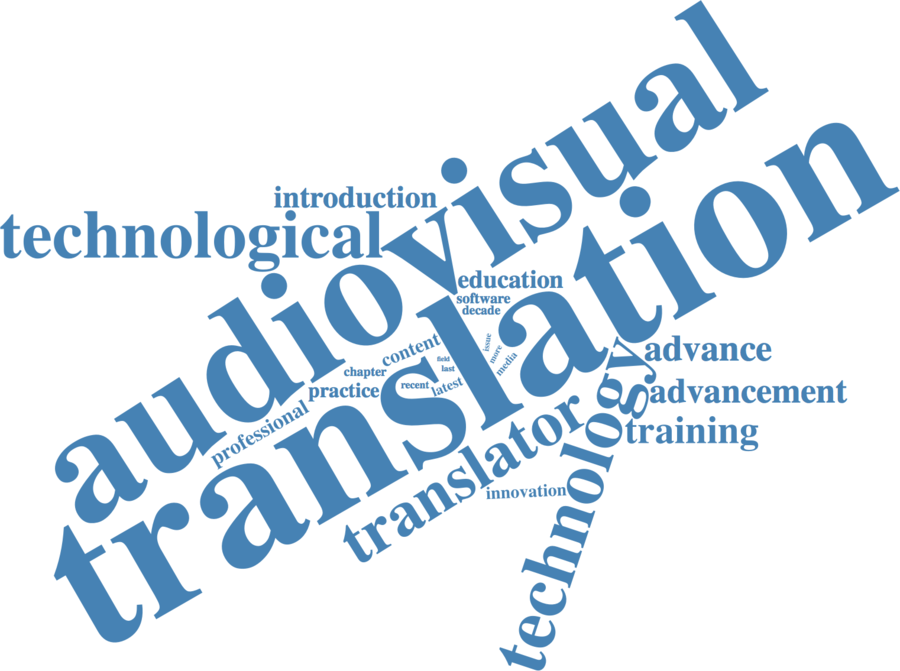 audiovisual
translation
introduction
technological
education
software
decade
content
issue
more
media
field
last
chapter
practice
recent
latest
professional
advance
advancement
training
translator
innovation
technology